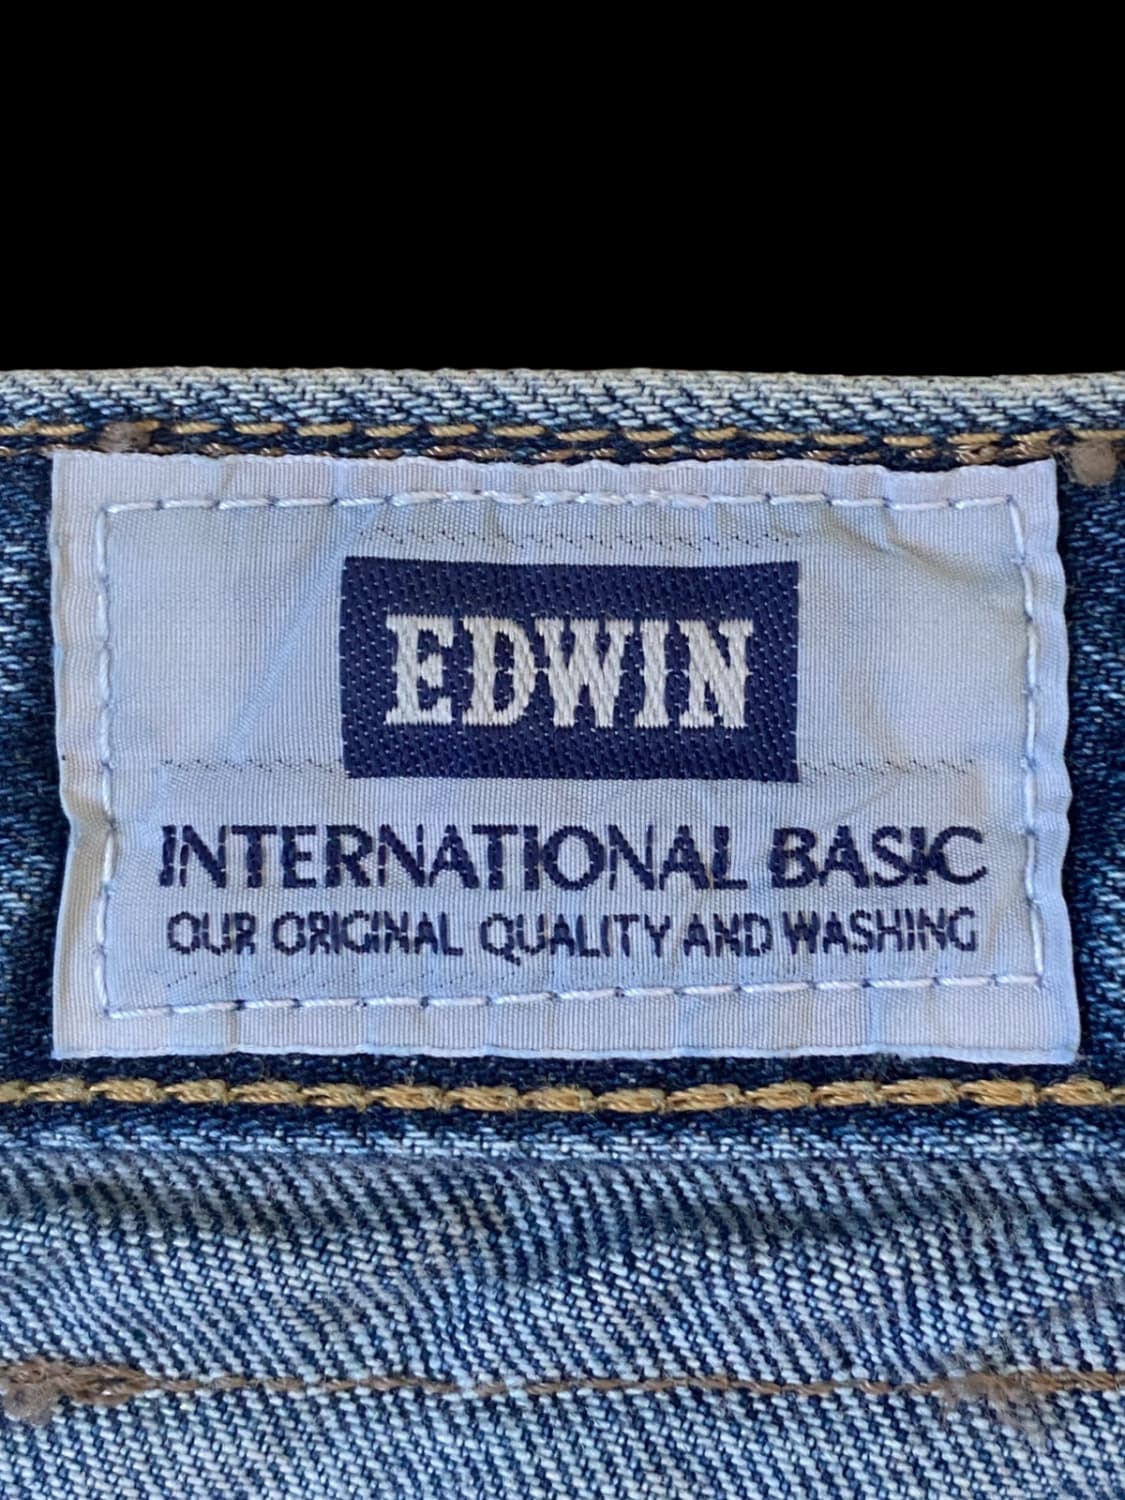 EDWIN
INTERNATIONAL BASIC
OUR ORIGINAL QUALITY AND WASHING